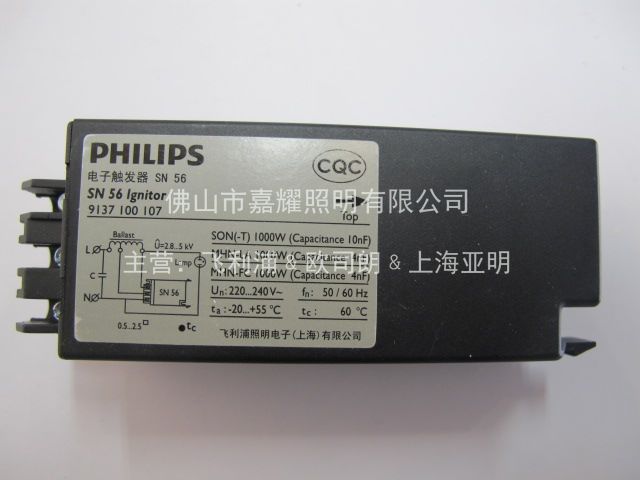 PHILIPS
电子触发器 SN 56
SN 56 Ignitor
9137 100 107
CQC
Top
佛山市嘉耀照明有限公司
主营：飞利浦 & 欧司朗 & 上海亚明
Ballast
Û=2.8...5 kV
Lamp
L
C
N
SN 56
0.5...2.5
tc
SON(-T) 1000W (Capacitance 10nF)
MHN-FC 1000W (Capacitance 4nF)
Un: 220...240V~
fn: 50 / 60 Hz
ta: -20...+55 °C
tc: 60 °C
飞利浦照明电子(上海)有限公司